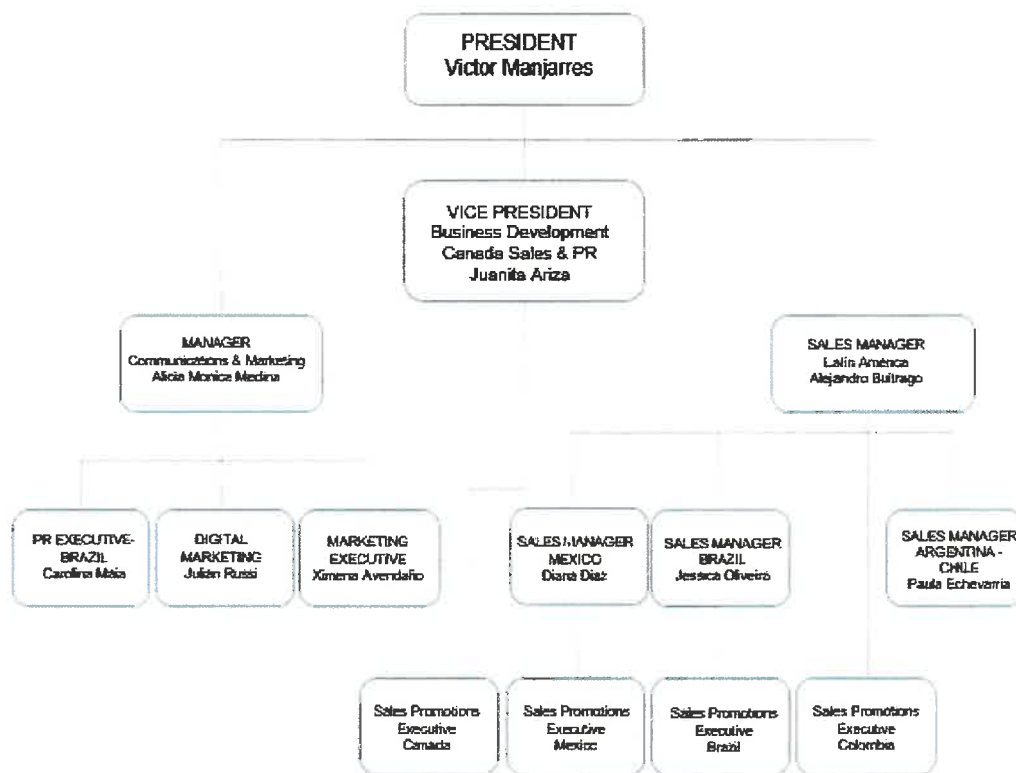 PRESIDENT
Victor Manjarres
VICE PRESIDENT
Business Development
Canada Sales & PR
Juanita Ariza
MANAGER
Communications & Marketing
Alicia Monica Medina
SALES MANAGER
Latin America
Alejandro Buitrago
PR EXECUTIVE-
BRAZIL
Carolina Maia
DIGITAL
MARKETING
Julián Russi
MARKETING
EXECUTIVE
Ximena Avendaño
SALES MANAGER
MEXICO
Diana Diaz
SALES MANAGER
BRAZIL
Jessica Oliveira
SALES MANAGER
ARGENTINA -
CHILE
Paula Echevarria
Sales Promotions
Executive
Canada
Sales Promotions
Executive
Mexico
Sales Promotions
Executive
Brazil
Sales Promotions
Executive
Colombia